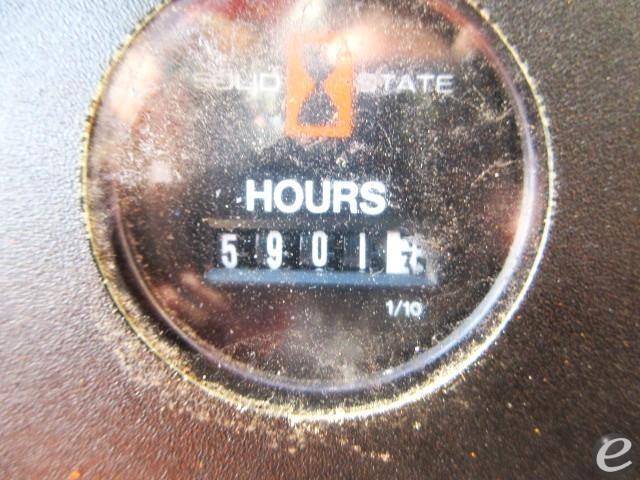 SOLID STATE
HOURS
5901
1/10
e